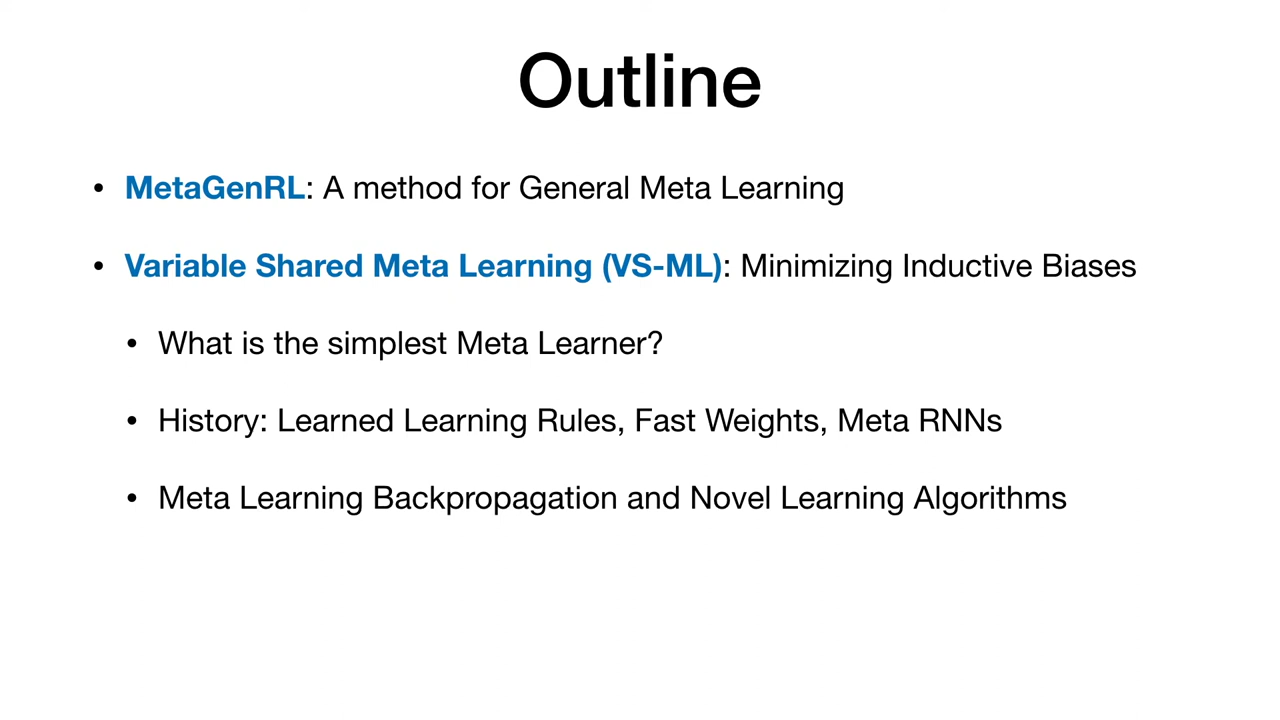 Outline
• MetaGenRL: A method for General Meta Learning
• Variable Shared Meta Learning (VS-ML): Minimizing Inductive Biases
• What is the simplest Meta Learner?
• History: Learned Learning Rules, Fast Weights, Meta RNNs
• Meta Learning Backpropagation and Novel Learning Algorithms